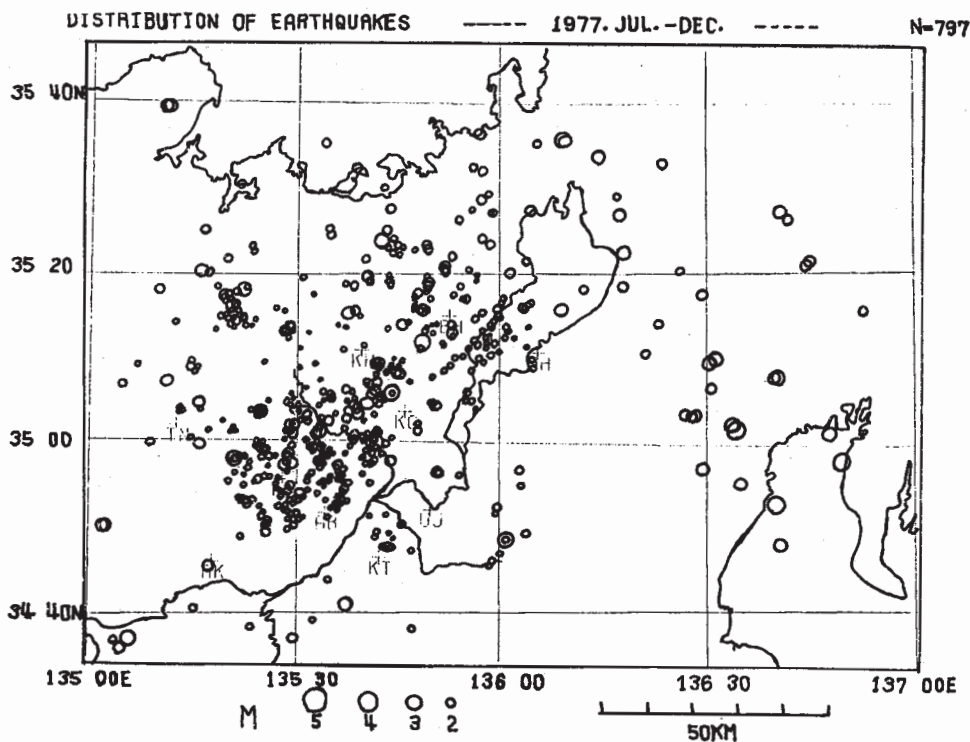 DISTRIBUTION OF EARTHQUAKES ----- 1977. JUL.-DEC. ----- N=797
35 40N
35 20
35 00
34 40N
135 00E 135 30 136 00 136 30 137 00E
M 5 4 3 2
50KM
KT